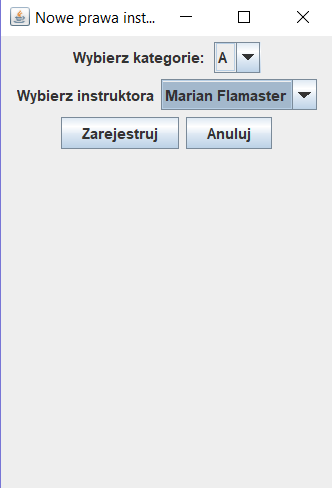 Nowe prawa inst...
Wybierz kategorie: A
Wybierz instruktora Marian Flamaster
Zarejestruj Anuluj